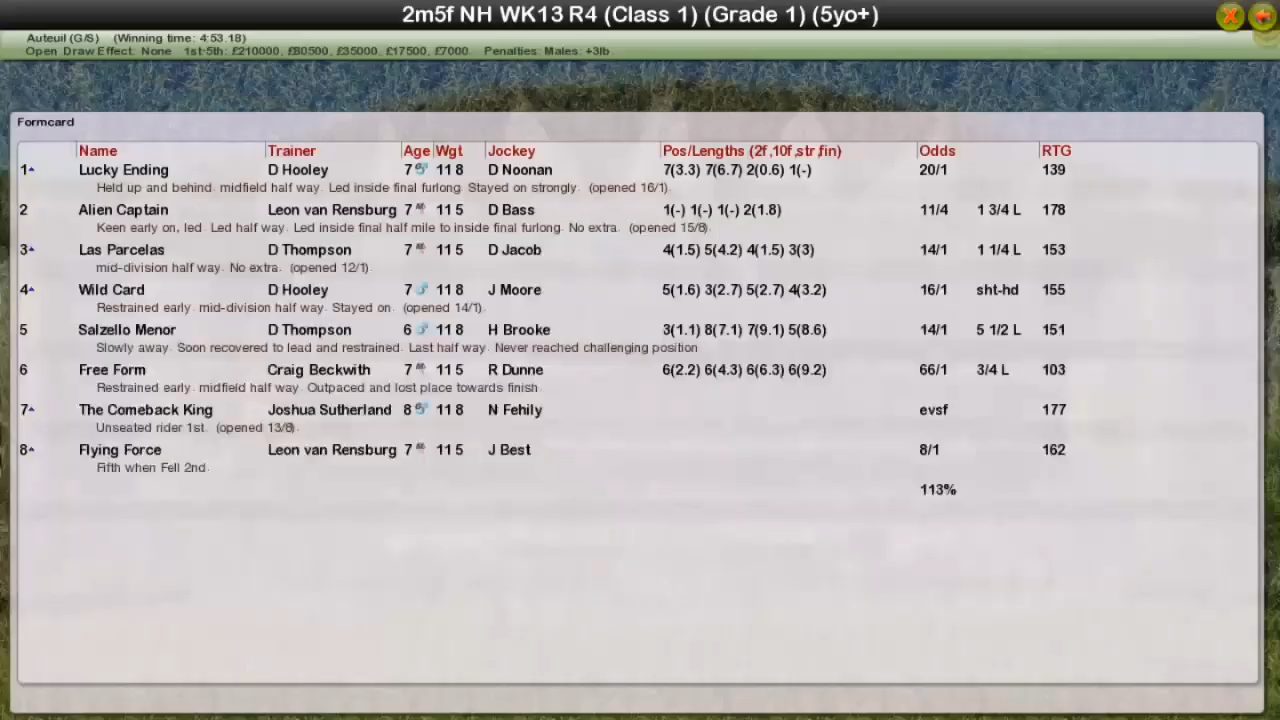 2m5f NH WK13 R4 (Class 1) (Grade 1) (5yo+)
Auteuil (G/S) (Winning time: 4:53.18)
Open Draw Effect: None 1st-5th: £210000, £80500, £35000, £17500, £7000. Penalties: Males: +3lb
Formcard
Name Trainer Age Wgt Jockey Pos/Lengths (2f,10f,str,fin) Odds RTG
1 Lucky Ending D Hooley 7 11 8 D Noonan 7(3.3) 7(6.7) 2(0.6) 1(-) 20/1 139
Held up and behind. midfield half way. Led inside final furlong. Stayed on strongly. (opened 16/1).
2 Alien Captain Leon van Rensburg 7 11 5 D Bass 1(-) 1(-) 1(-) 2(1.8) 11/4 1 3/4 L 178
Keen early on, led. Led half way. Led inside final half mile to inside final furlong. No extra. (opened 15/8).
3 Las Parcelas D Thompson 7 11 5 D Jacob 4(1.5) 5(4.2) 4(1.5) 3(3) 14/1 1 1/4 L 153
mid-division half way. No extra. (opened 12/1).
4 Wild Card D Hooley 7 11 8 J Moore 5(1.6) 3(2.7) 5(2.7) 4(3.2) 16/1 sht-hd 155
Restrained early. mid-division half way. Stayed on. (opened 14/1).
5 Salzello Menor D Thompson 6 11 8 H Brooke 3(1.1) 8(7.1) 7(9.1) 5(8.6) 14/1 5 1/2 L 151
Slowly away. Soon recovered to lead and restrained. Last half way. Never reached challenging position.
6 Free Form Craig Beckwith 7 11 5 R Dunne 6(2.2) 6(4.3) 6(6.3) 6(9.2) 66/1 3/4 L 103
Restrained early. midfield half way. Outpaced and lost place towards finish.
7 The Comeback King Joshua Sutherland 8 11 8 N Fehily evsf 177
Unseated rider 1st. (opened 13/8).
8 Flying Force Leon van Rensburg 7 11 5 J Best 8/1 162
Fifth when Fell 2nd.
113%